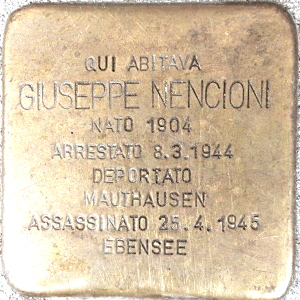 QUI ABITAVA
GIUSEPPE NENCIONI
NATO 1904
ARRESTATO 8.3.1944
DEPORTATO
MAUTHAUSEN
ASSASSINATO 25.4.1945
EBENSEE